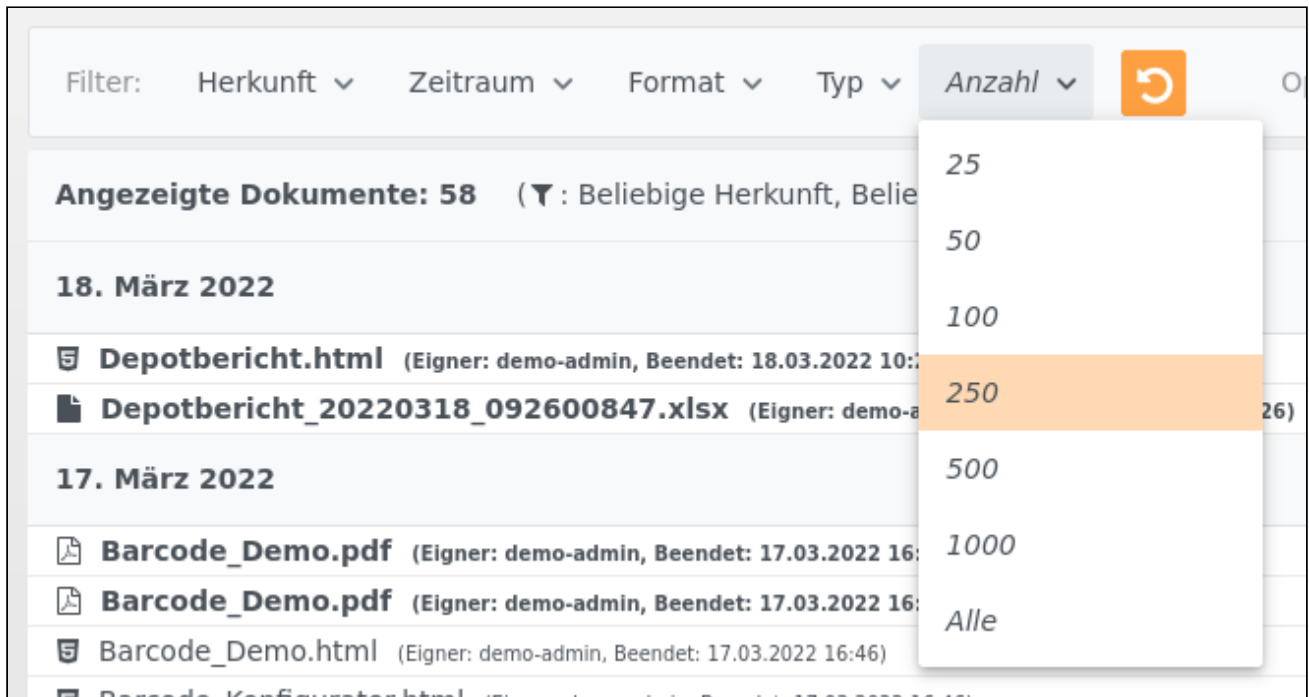 Filter: Herkunft Zeitraum Format Typ Anzahl
Angezeigte Dokumente: 58 ( : Beliebige Herkunft,
18. März 2022
Depotbericht.html (Eigner: demo-admin, Beendet: 18.03.2022
Depotbericht_20220318_092600847.xlsx (Eigner: 26)
17. März 2022
Barcode_Demo.pdf (Eigner: demo-admin, Beendet: 17.03.2022 16:
Barcode_Demo.pdf (Eigner: demo-admin, Beendet: 17.03.2022 16:
Barcode_Demo.html (Eigner: demo-admin, Beendet: 17.03.2022 16:46)
25
50
100
250
500
1000
Alle